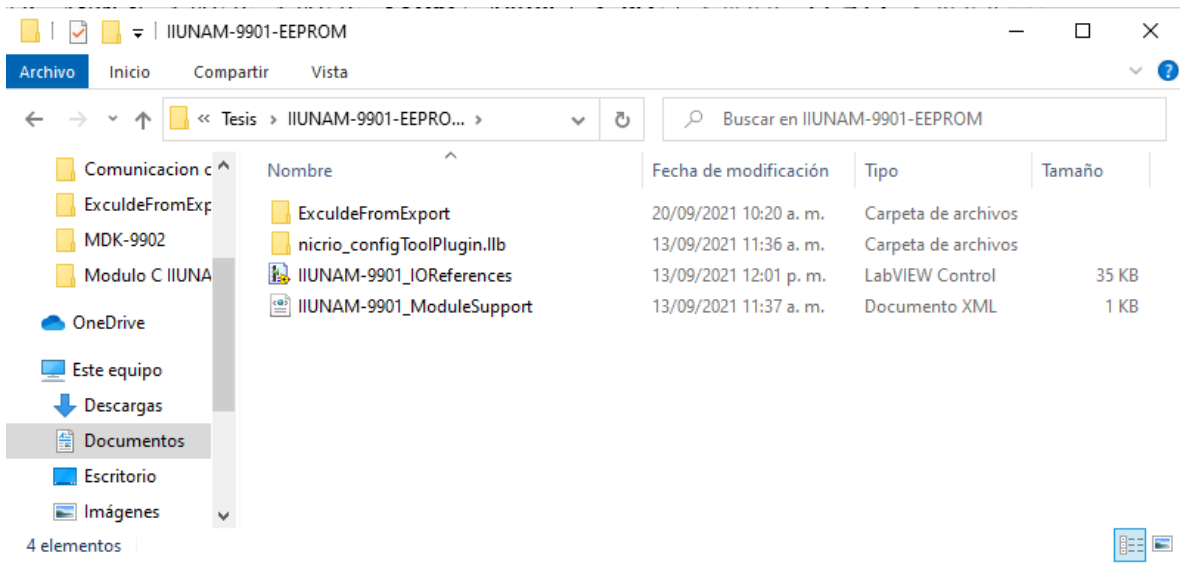 IIUNAM-9901-EEPROM
Archivo Inicio Compartir Vista
« Tesis > IIUNAM-9901-EEPRO... > Buscar en IIUNAM-9901-EEPROM
Nombre Fecha de modificación Tipo Tamaño
Comunicacion c
ExculdeFromExp
MDK-9902
Modulo C IIUNA
OneDrive
Este equipo
Descargas
Documentos
Escritorio
Imágenes
ExculdeFromExport 20/09/2021 10:20 a. m. Carpeta de archivos
nicrio_configToolPlugin.llb 13/09/2021 11:36 a. m. Carpeta de archivos
IIUNAM-9901_IOReferences 13/09/2021 12:01 p. m. LabVIEW Control 35 KB
IIUNAM-9901_ModuleSupport 13/09/2021 11:37 a. m. Documento XML 1 KB
4 elementos